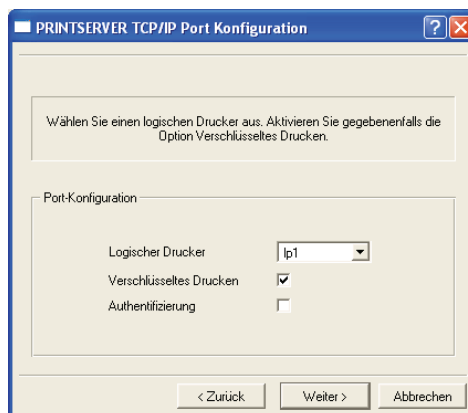 PRINTSERVER TCP/IP Port Konfiguration
Wählen Sie einen logischen Drucker aus. Aktivieren Sie gegebenenfalls die
Option Verschlüsseltes Drucken.
Port-Konfiguration
Logischer Drucker lp1
Verschlüsseltes Drucken
Authentifizierung
< Zurück Weiter > Abbrechen